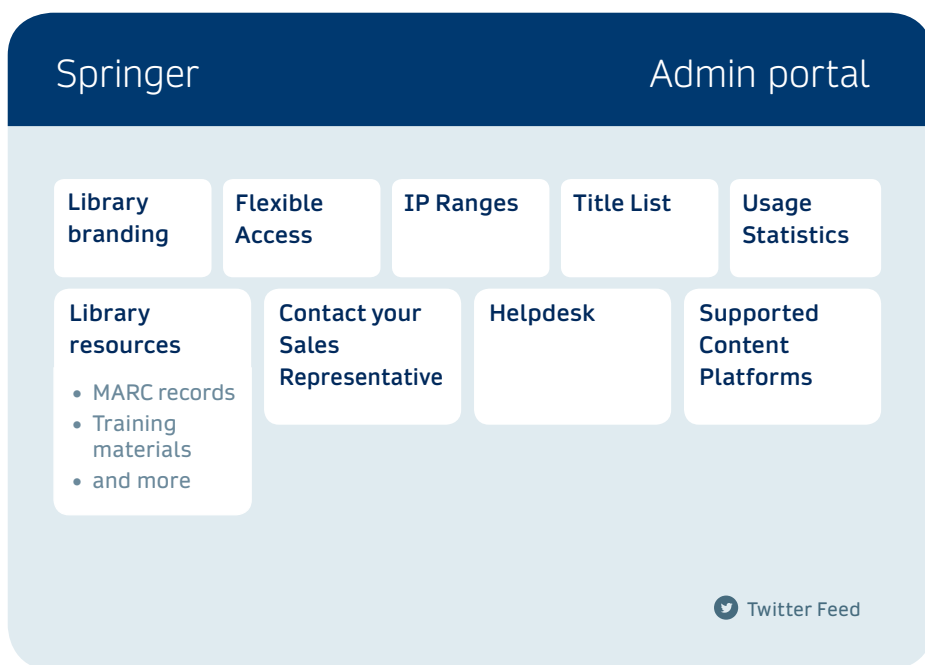 Springer
Admin portal
Library
branding
Flexible
Access
IP Ranges
Title List
Usage
Statistics
Library
resources
• MARC records
• Training
materials
• and more
Contact your
Sales
Representative
Helpdesk
Supported
Content
Platforms
Twitter Feed